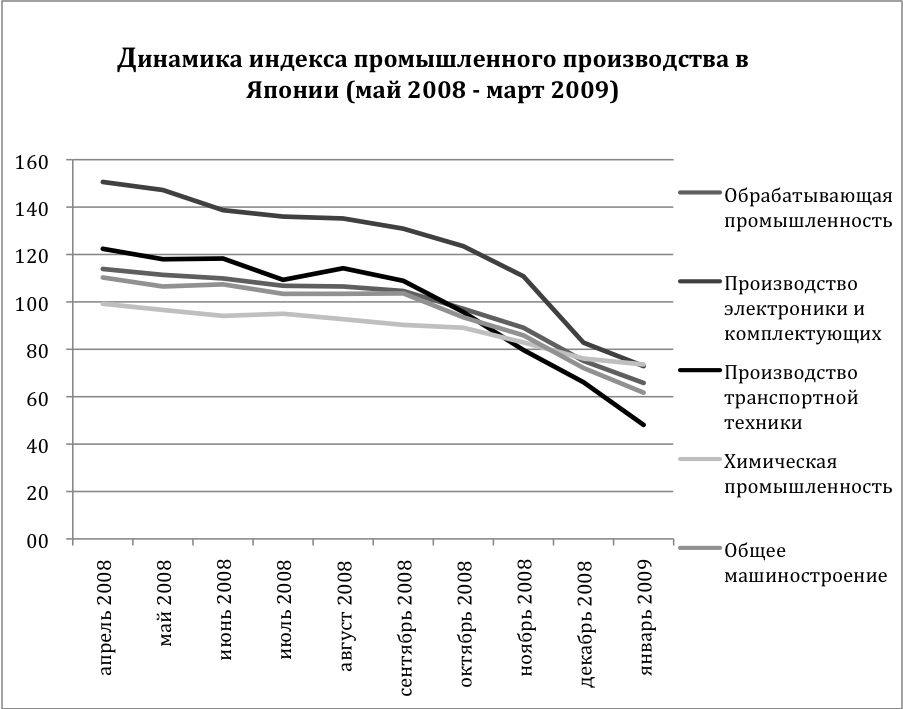 Динамика индекса промышленного производства в
Японии (май 2008 - март 2009)
160
140
120
100
80
60
40
20
00
апрель 2008
май 2008
июнь 2008
июль 2008
август 2008
сентябрь 2008
октябрь 2008
ноябрь 2008
декабрь 2008
январь 2009
Обрабатывающая
промышленность
Производство
электроники и
комплектующих
Производство
транспортной
техники
Химическая
промышленность
Общее
машиностроение